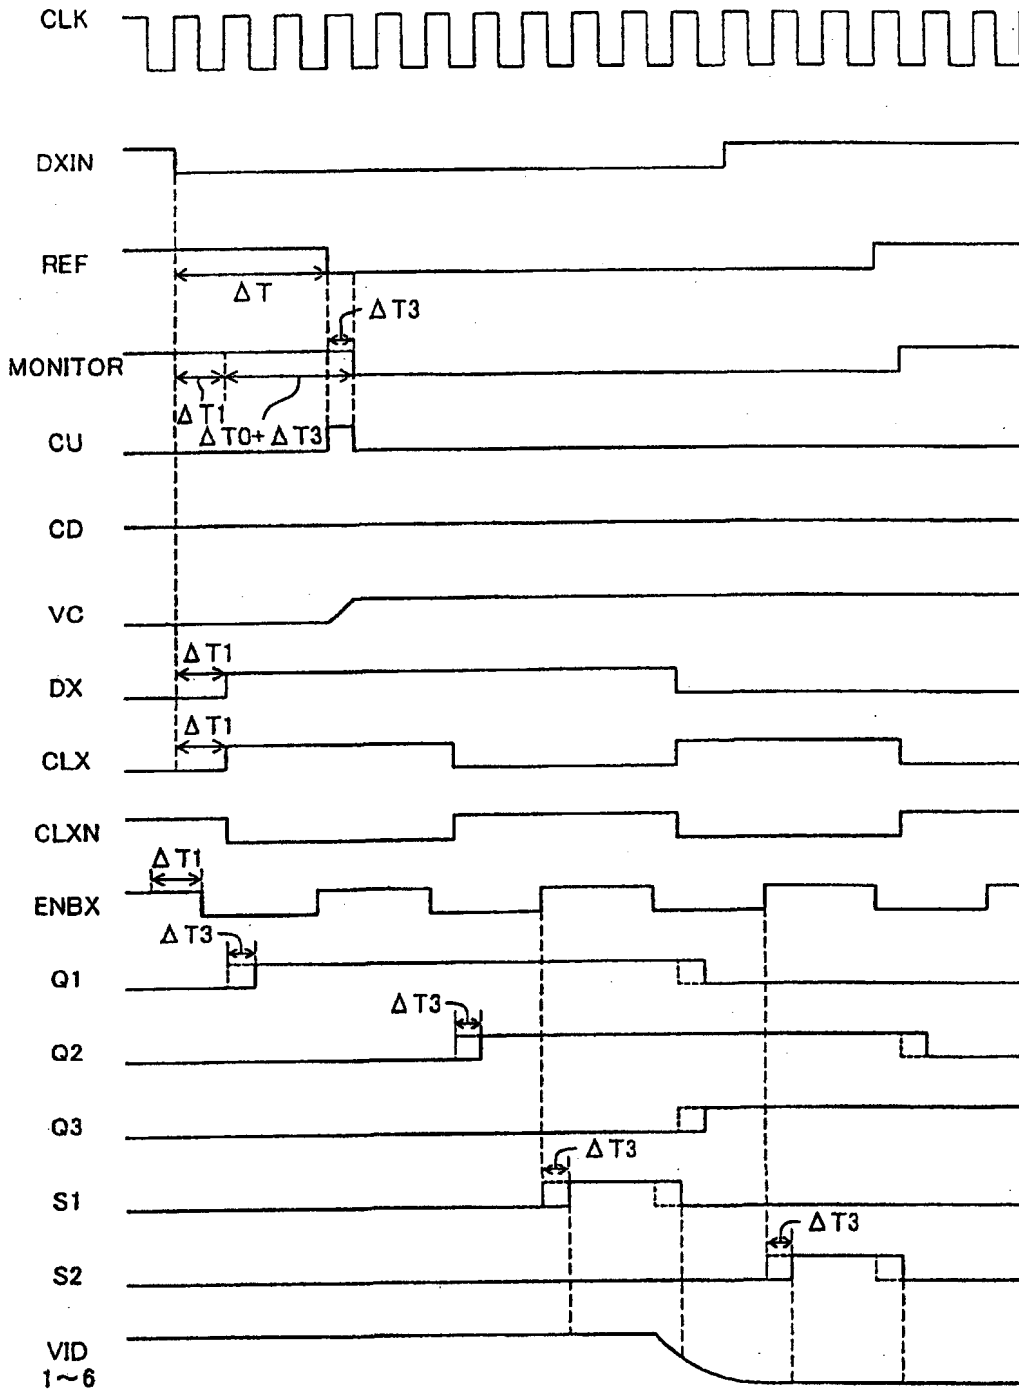 CLK
DXIN
REF
ΔT
ΔT3
MONITOR
ΔT1
ΔT0+ΔT3
CU
CD
VC
ΔT1
DX
ΔT1
CLX
CLXN
ΔT1
ENBX
ΔT3
Q1
ΔT3
Q2
Q3
ΔT3
S1
ΔT3
S2
VID
1~6